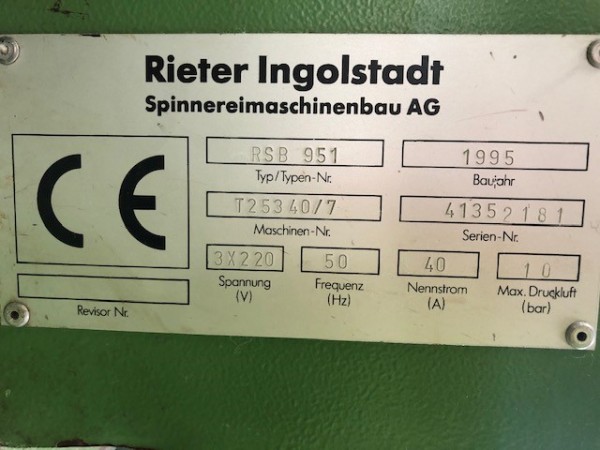 Rieter Ingolstadt
Spinnereimaschinenbau AG
CE
RSB 951 1995
Typ/Typen-Nr. Baujahr
T25340/7 41352181
Maschinen-Nr. Serien-Nr.
3X220 50 40 10
Spannung Frequenz Nennstrom Max. Druckluft
(V) (Hz) (A) (bar)
Revisor Nr.